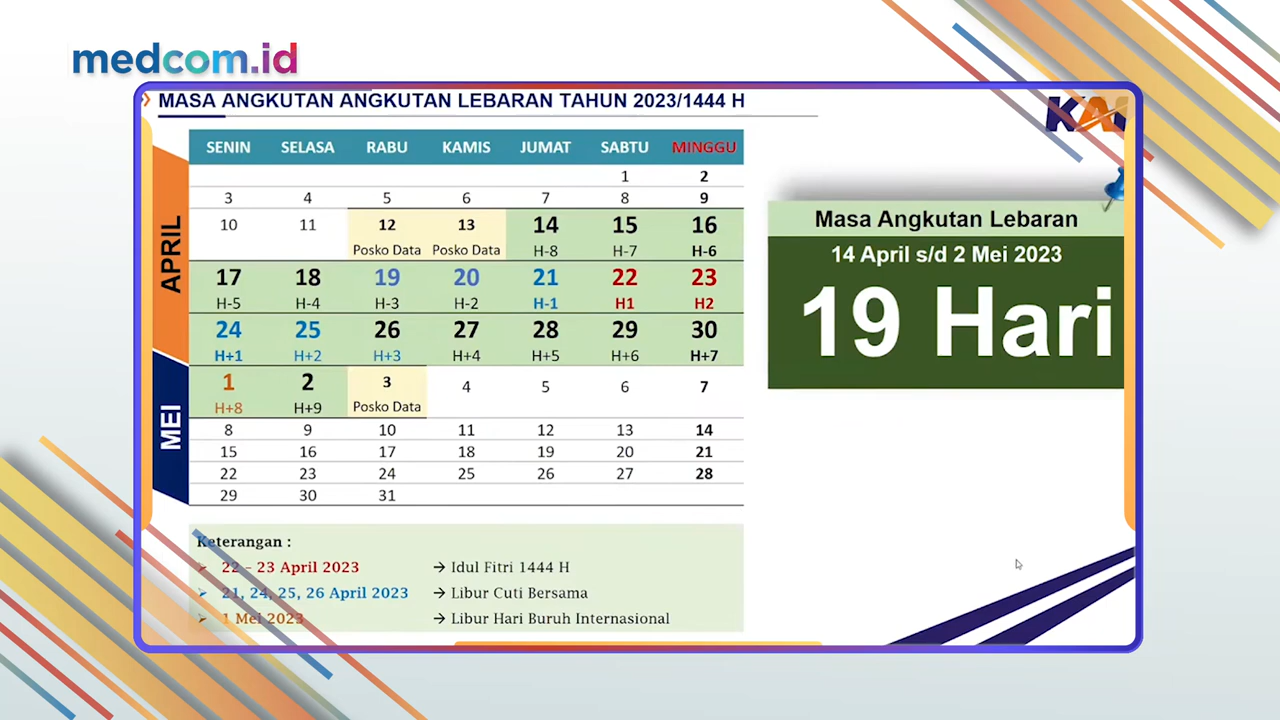 medcom.id
MASA ANGKUTAN ANGKUTAN LEBARAN TAHUN 2023/1444 H
KAI
SENIN SELASA RABU KAMIS JUMAT SABTU MINGGU
APRIL
1 2
3 4 5 6 7 8 9
10 11 12 13 14 15 16
Posko Data Posko Data H-8 H-7 H-6
17 18 19 20 21 22 23
H-5 H-4 H-3 H-2 H-1 H1 H2
24 25 26 27 28 29 30
H+1 H+2 H+3 H+4 H+5 H+6 H+7
MEI
1 2 3 4 5 6 7
H+8 H+9 Posko Data
8 9 10 11 12 13 14
15 16 17 18 19 20 21
22 23 24 25 26 27 28
29 30 31
Masa Angkutan Lebaran
14 April s/d 2 Mei 2023
19 Hari
Keterangan :
22 – 23 April 2023 → Idul Fitri 1444 H
21, 24, 25, 26 April 2023 → Libur Cuti Bersama
1 Mei 2023 → Libur Hari Buruh Internasional